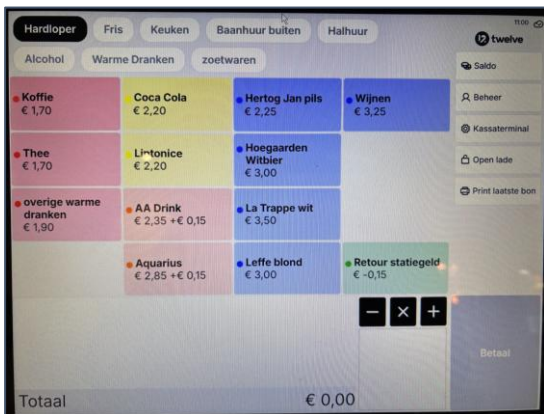 Hardloper
Fris
Keuken
Baanhuur buiten
Halhuur
11:00
Alcohol
Warme Dranken
zoetwaren
twelve
Saldo
Beheer
Kassaterminal
Open lade
Print laatste bon
Koffie
€ 1,70
Coca Cola
€ 2,20
Hertog Jan pils
€ 2,25
Wijnen
€ 3,25
Thee
€ 1,70
Liptonice
€ 2,20
Hoegaarden
Witbier
€ 3,00
overige warme
dranken
€ 1,90
AA Drink
€ 2,35 +€ 0,15
La Trappe wit
€ 3,50
Aquarius
€ 2,85 +€ 0,15
Leffe blond
€ 3,00
Retour statiegeld
€ -0,15
Betaal
Totaal
€ 0,00